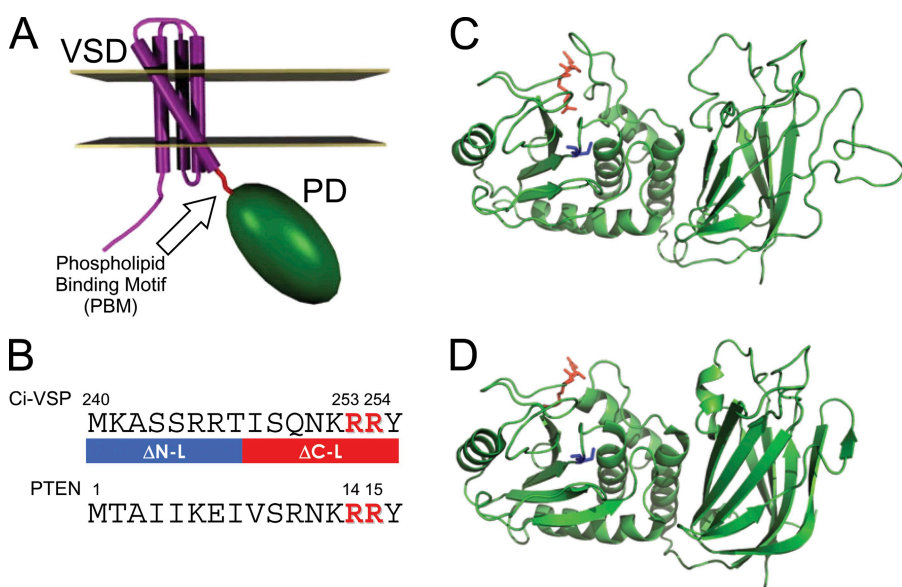 A
VSD
PD
Phospholipid
Binding Motif
(PBM)
B
240 253 254
Ci-VSP MKASSRRTISQNKRRY
ΔN-L ΔC-L
PTEN 1 14 15
MTAIIKEIVSRNKRRY
C
D